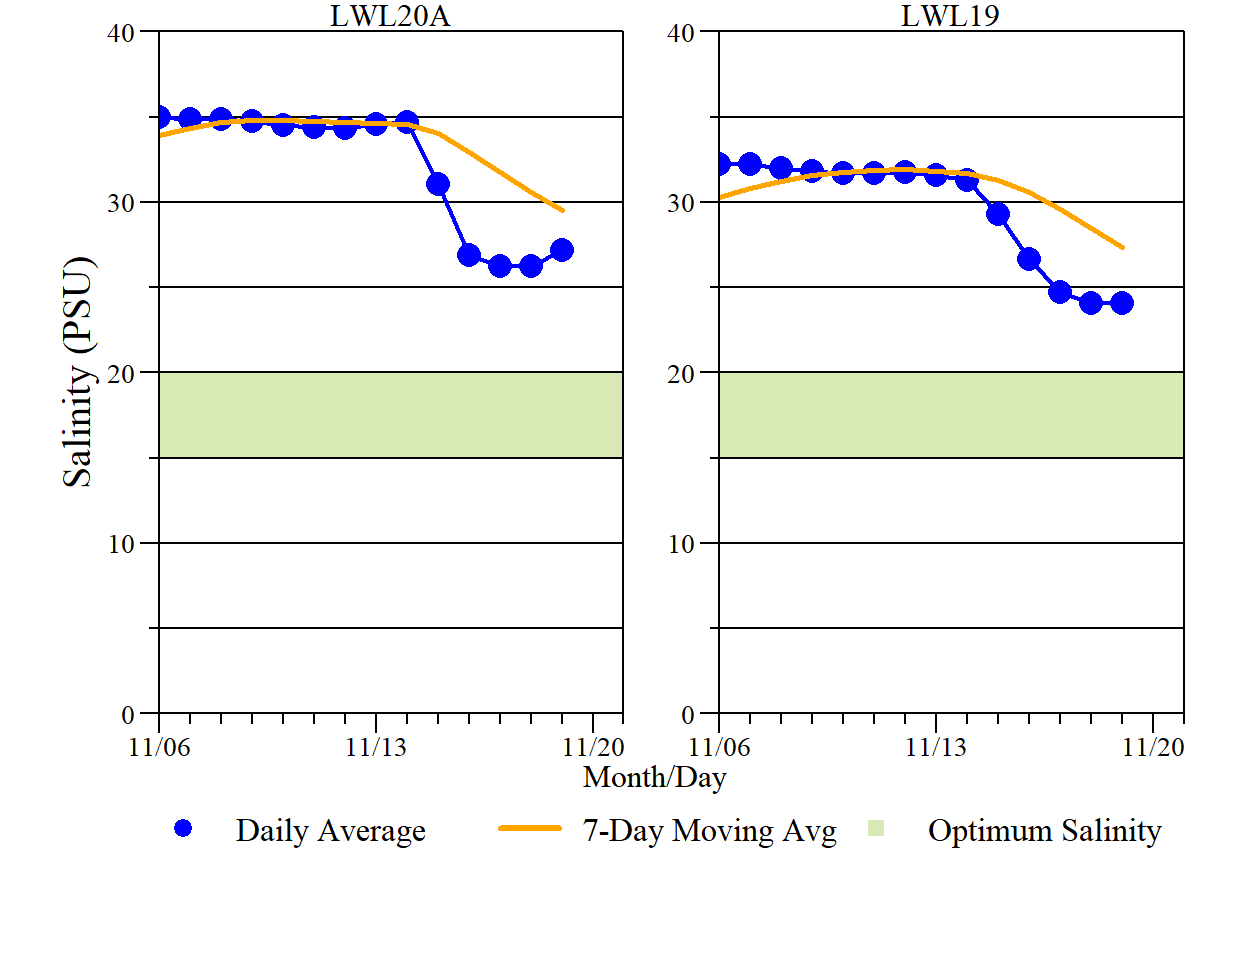 LWL20A
LWL19
Salinity (PSU)
40
30
20
10
0
40
30
20
10
0
11/06
11/13
11/20
11/06
11/13
11/20
Month/Day
Daily Average
7-Day Moving Avg
Optimum Salinity